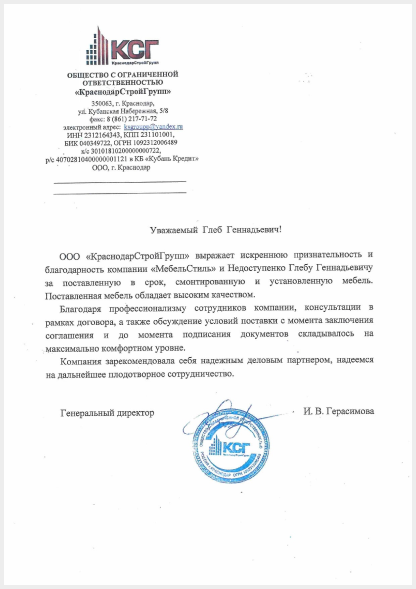 КСГ
КраснодарСтройГрупп
ОБЩЕСТВО С ОГРАНИЧЕННОЙ
ОТВЕТСТВЕННОСТЬЮ
«КраснодарСтройГрупп»
350063, г. Краснодар,
ул. Кубанская Набережная, 5/8
факс: 8 (861) 217-71-72
электронный адрес: ksgroups@yandex.ru
ИНН 2312164343, КПП 231101001,
БИК 040349722, ОГРН 1092312006489
к/с 30101810200000000722,
р/с 40702810400000001121 в КБ «Кубань Кредит»
ООО, г. Краснодар
Уважаемый Глеб Геннадьевич!
ООО «КраснодарСтройГрупп» выражает искреннюю признательность и
благодарность компании «МебельСтиль» и Недоступенко Глебу Геннадьевичу
за поставленную в срок, смонтированную и установленную мебель.
Поставленная мебель обладает высоким качеством.
Благодаря профессионализму сотрудников компании, консультации в
рамках договора, а также обсуждение условий поставки с момента заключения
соглашения и до момента подписания документов складывалось на
максимально комфортном уровне.
Компания зарекомендовала себя надежным деловым партнером, надеемся
на дальнейшее плодотворное сотрудничество.
Генеральный директор
И. В. Герасимова
КСГ